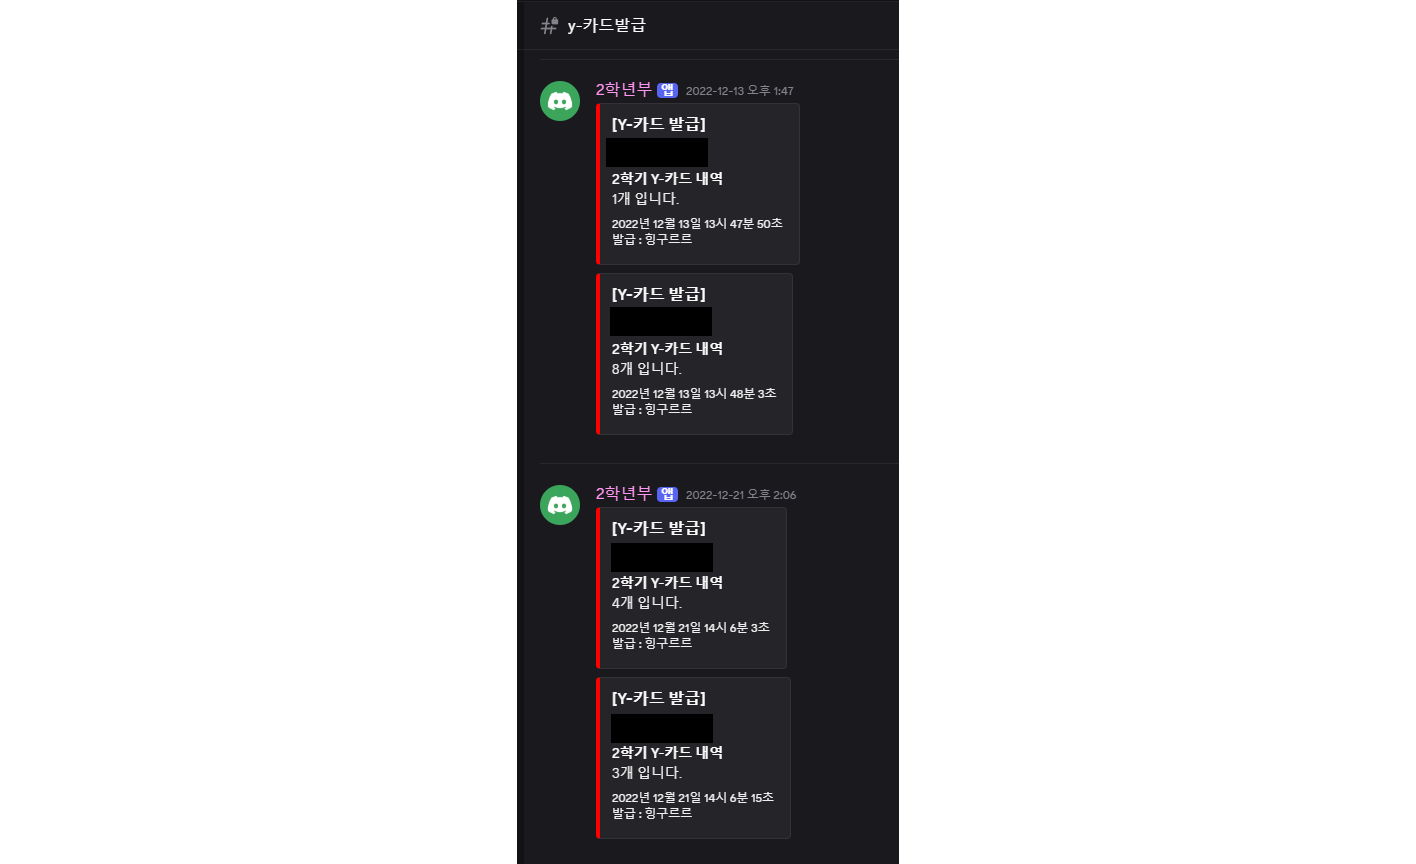 y-카드발급
2학년부 앱 2022-12-13 오후 1:47
[Y-카드 발급]
2학기 Y-카드 내역
1개 입니다.
2022년 12월 13일 13시 47분 50초
발급 : 힝구르르
[Y-카드 발급]
2학기 Y-카드 내역
8개 입니다.
2022년 12월 13일 13시 48분 3초
발급 : 힝구르르
2학년부 앱 2022-12-21 오후 2:06
[Y-카드 발급]
2학기 Y-카드 내역
4개 입니다.
2022년 12월 21일 14시 6분 3초
발급 : 힝구르르
[Y-카드 발급]
2학기 Y-카드 내역
3개 입니다.
2022년 12월 21일 14시 6분 15초
발급 : 힝구르르